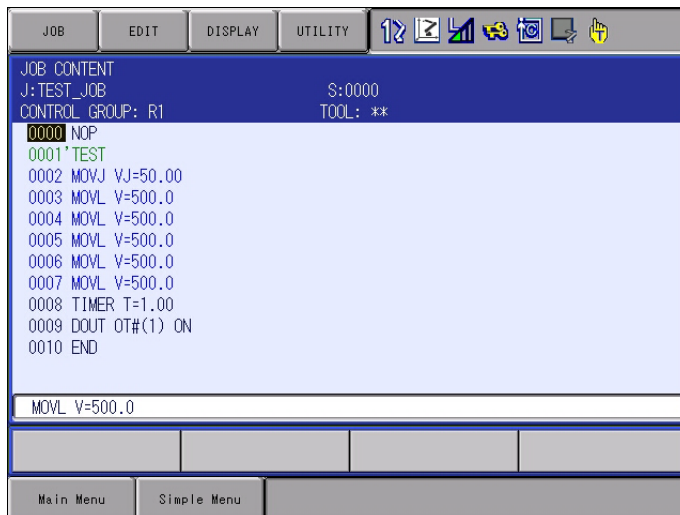 JOB EDIT DISPLAY UTILITY
JOB CONTENT
J:TEST_JOB S:0000
CONTROL GROUP: R1 TOOL: **
0000 NOP
0001'TEST
0002 MOVJ VJ=50.00
0003 MOVL V=500.0
0004 MOVL V=500.0
0005 MOVL V=500.0
0006 MOVL V=500.0
0007 MOVL V=500.0
0008 TIMER T=1.00
0009 DOUT OT#(1) ON
0010 END
MOVL V=500.0
Main Menu Simple Menu